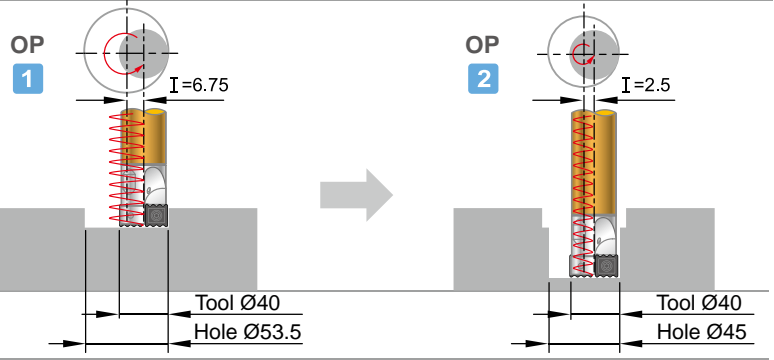 OP
1
I=6.75
Tool Ø40
Hole Ø53.5
OP
2
I=2.5
Tool Ø40
Hole Ø45